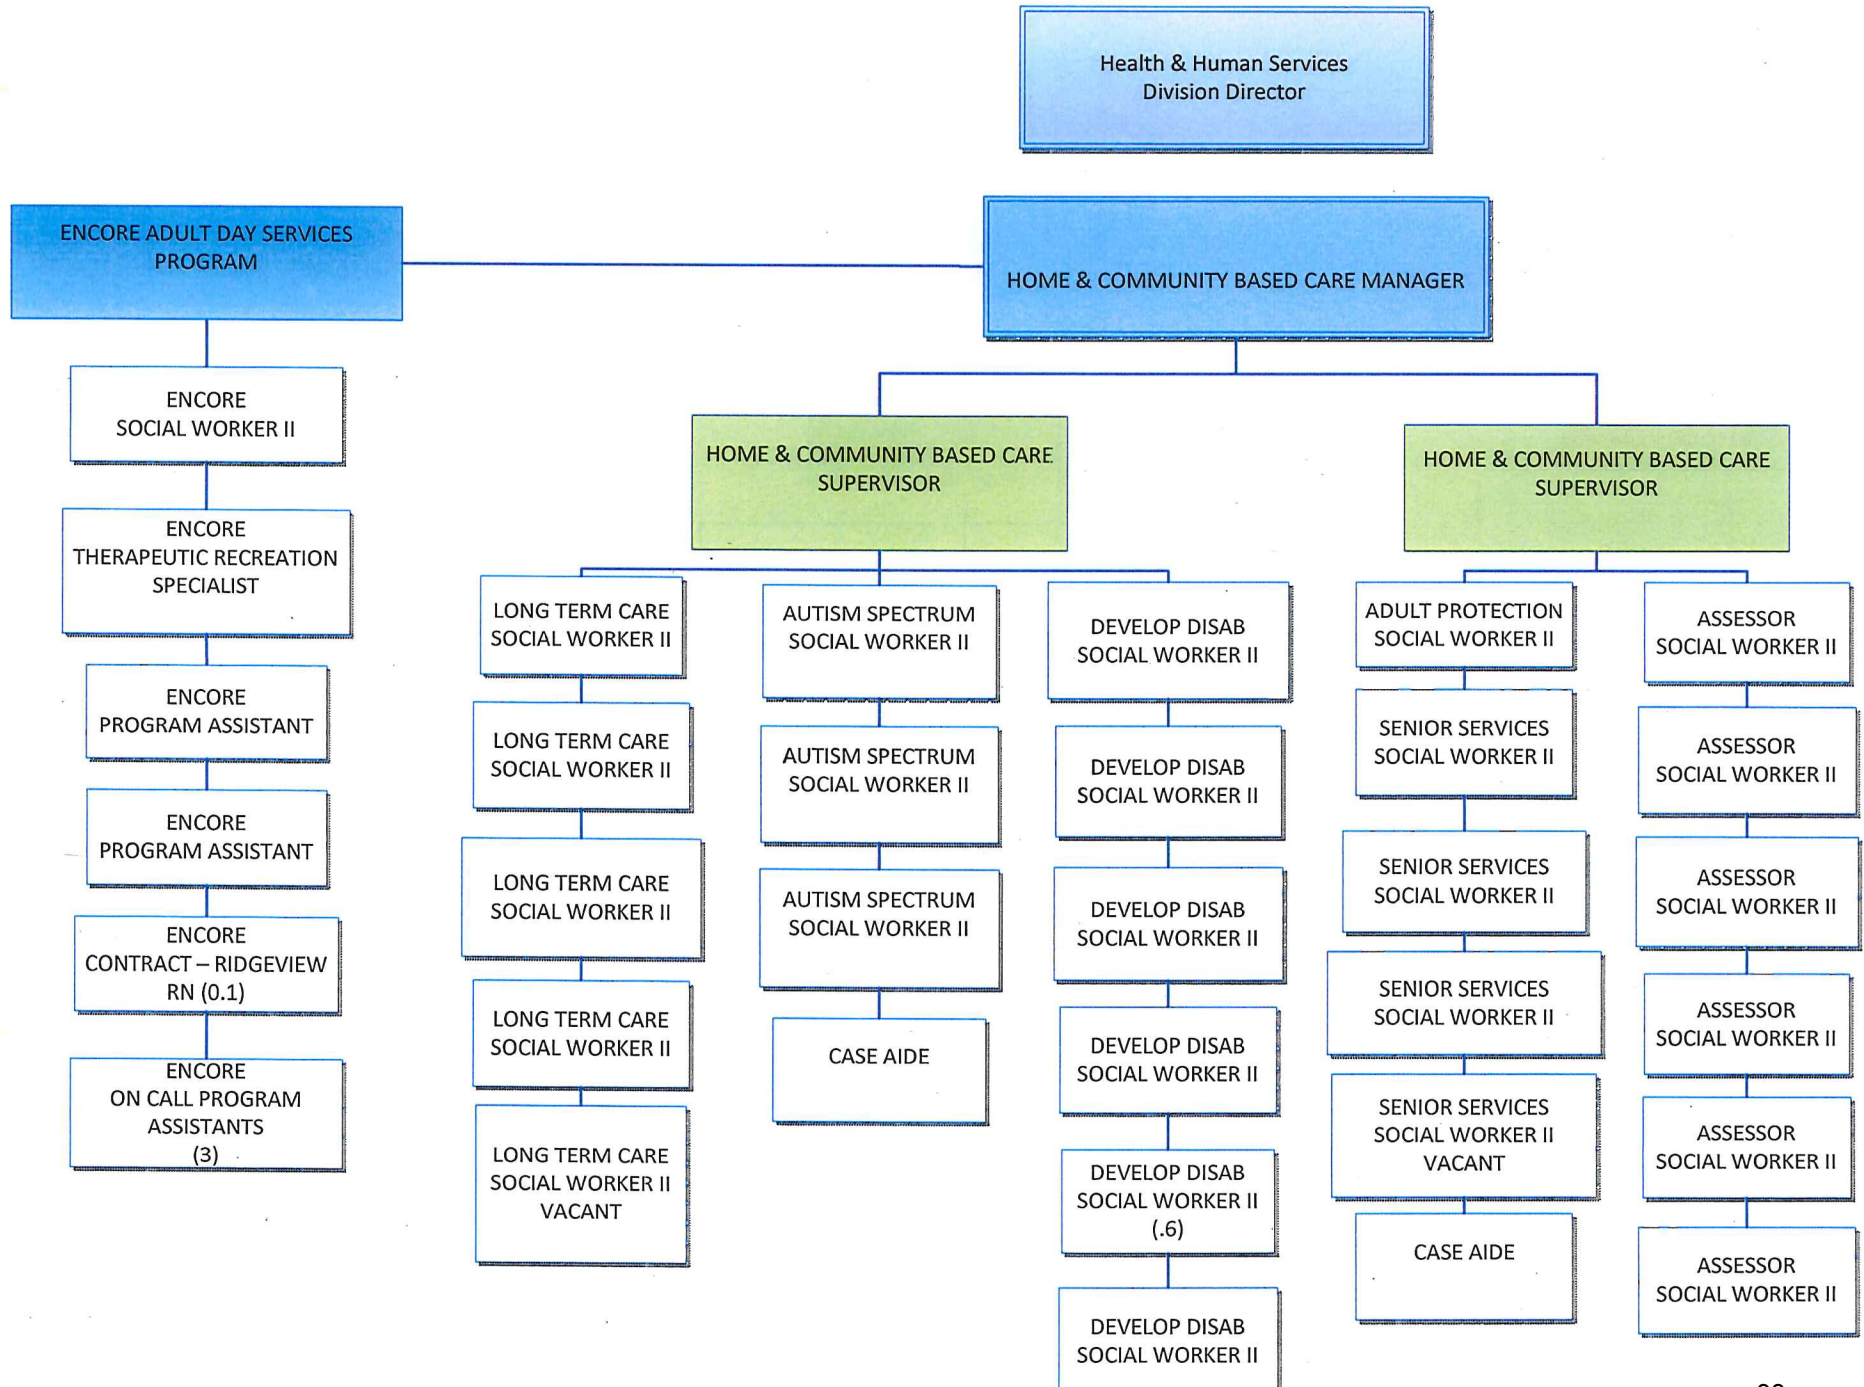 Health & Human Services
Division Director
ENCORE ADULT DAY SERVICES
PROGRAM
HOME & COMMUNITY BASED CARE MANAGER
ENCORE
SOCIAL WORKER II
ENCORE
THERAPEUTIC RECREATION
SPECIALIST
ENCORE
PROGRAM ASSISTANT
ENCORE
PROGRAM ASSISTANT
ENCORE
CONTRACT – RIDGEVIEW
RN (0.1)
ENCORE
ON CALL PROGRAM
ASSISTANTS
(3)
HOME & COMMUNITY BASED CARE
SUPERVISOR
LONG TERM CARE
SOCIAL WORKER II
LONG TERM CARE
SOCIAL WORKER II
LONG TERM CARE
SOCIAL WORKER II
LONG TERM CARE
SOCIAL WORKER II
LONG TERM CARE
SOCIAL WORKER II
VACANT
AUTISM SPECTRUM
SOCIAL WORKER II
AUTISM SPECTRUM
SOCIAL WORKER II
AUTISM SPECTRUM
SOCIAL WORKER II
CASE AIDE
DEVELOP DISAB
SOCIAL WORKER II
DEVELOP DISAB
SOCIAL WORKER II
DEVELOP DISAB
SOCIAL WORKER II
DEVELOP DISAB
SOCIAL WORKER II
DEVELOP DISAB
SOCIAL WORKER II
(.6)
DEVELOP DISAB
SOCIAL WORKER II
HOME & COMMUNITY BASED CARE
SUPERVISOR
ADULT PROTECTION
SOCIAL WORKER II
SENIOR SERVICES
SOCIAL WORKER II
SENIOR SERVICES
SOCIAL WORKER II
SENIOR SERVICES
SOCIAL WORKER II
SENIOR SERVICES
SOCIAL WORKER II
VACANT
CASE AIDE
ASSESSOR
SOCIAL WORKER II
ASSESSOR
SOCIAL WORKER II
ASSESSOR
SOCIAL WORKER II
ASSESSOR
SOCIAL WORKER II
ASSESSOR
SOCIAL WORKER II
ASSESSOR
SOCIAL WORKER II